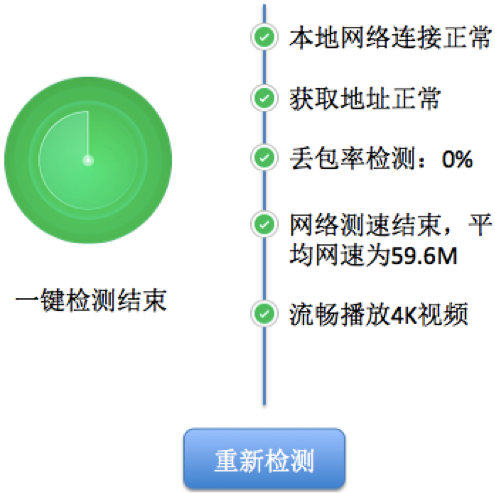 本地网络连接正常
获取地址正常
丢包率检测：0%
网络测速结束，平
均网速为59.6M
一键检测结束
流畅播放4K视频
重新检测